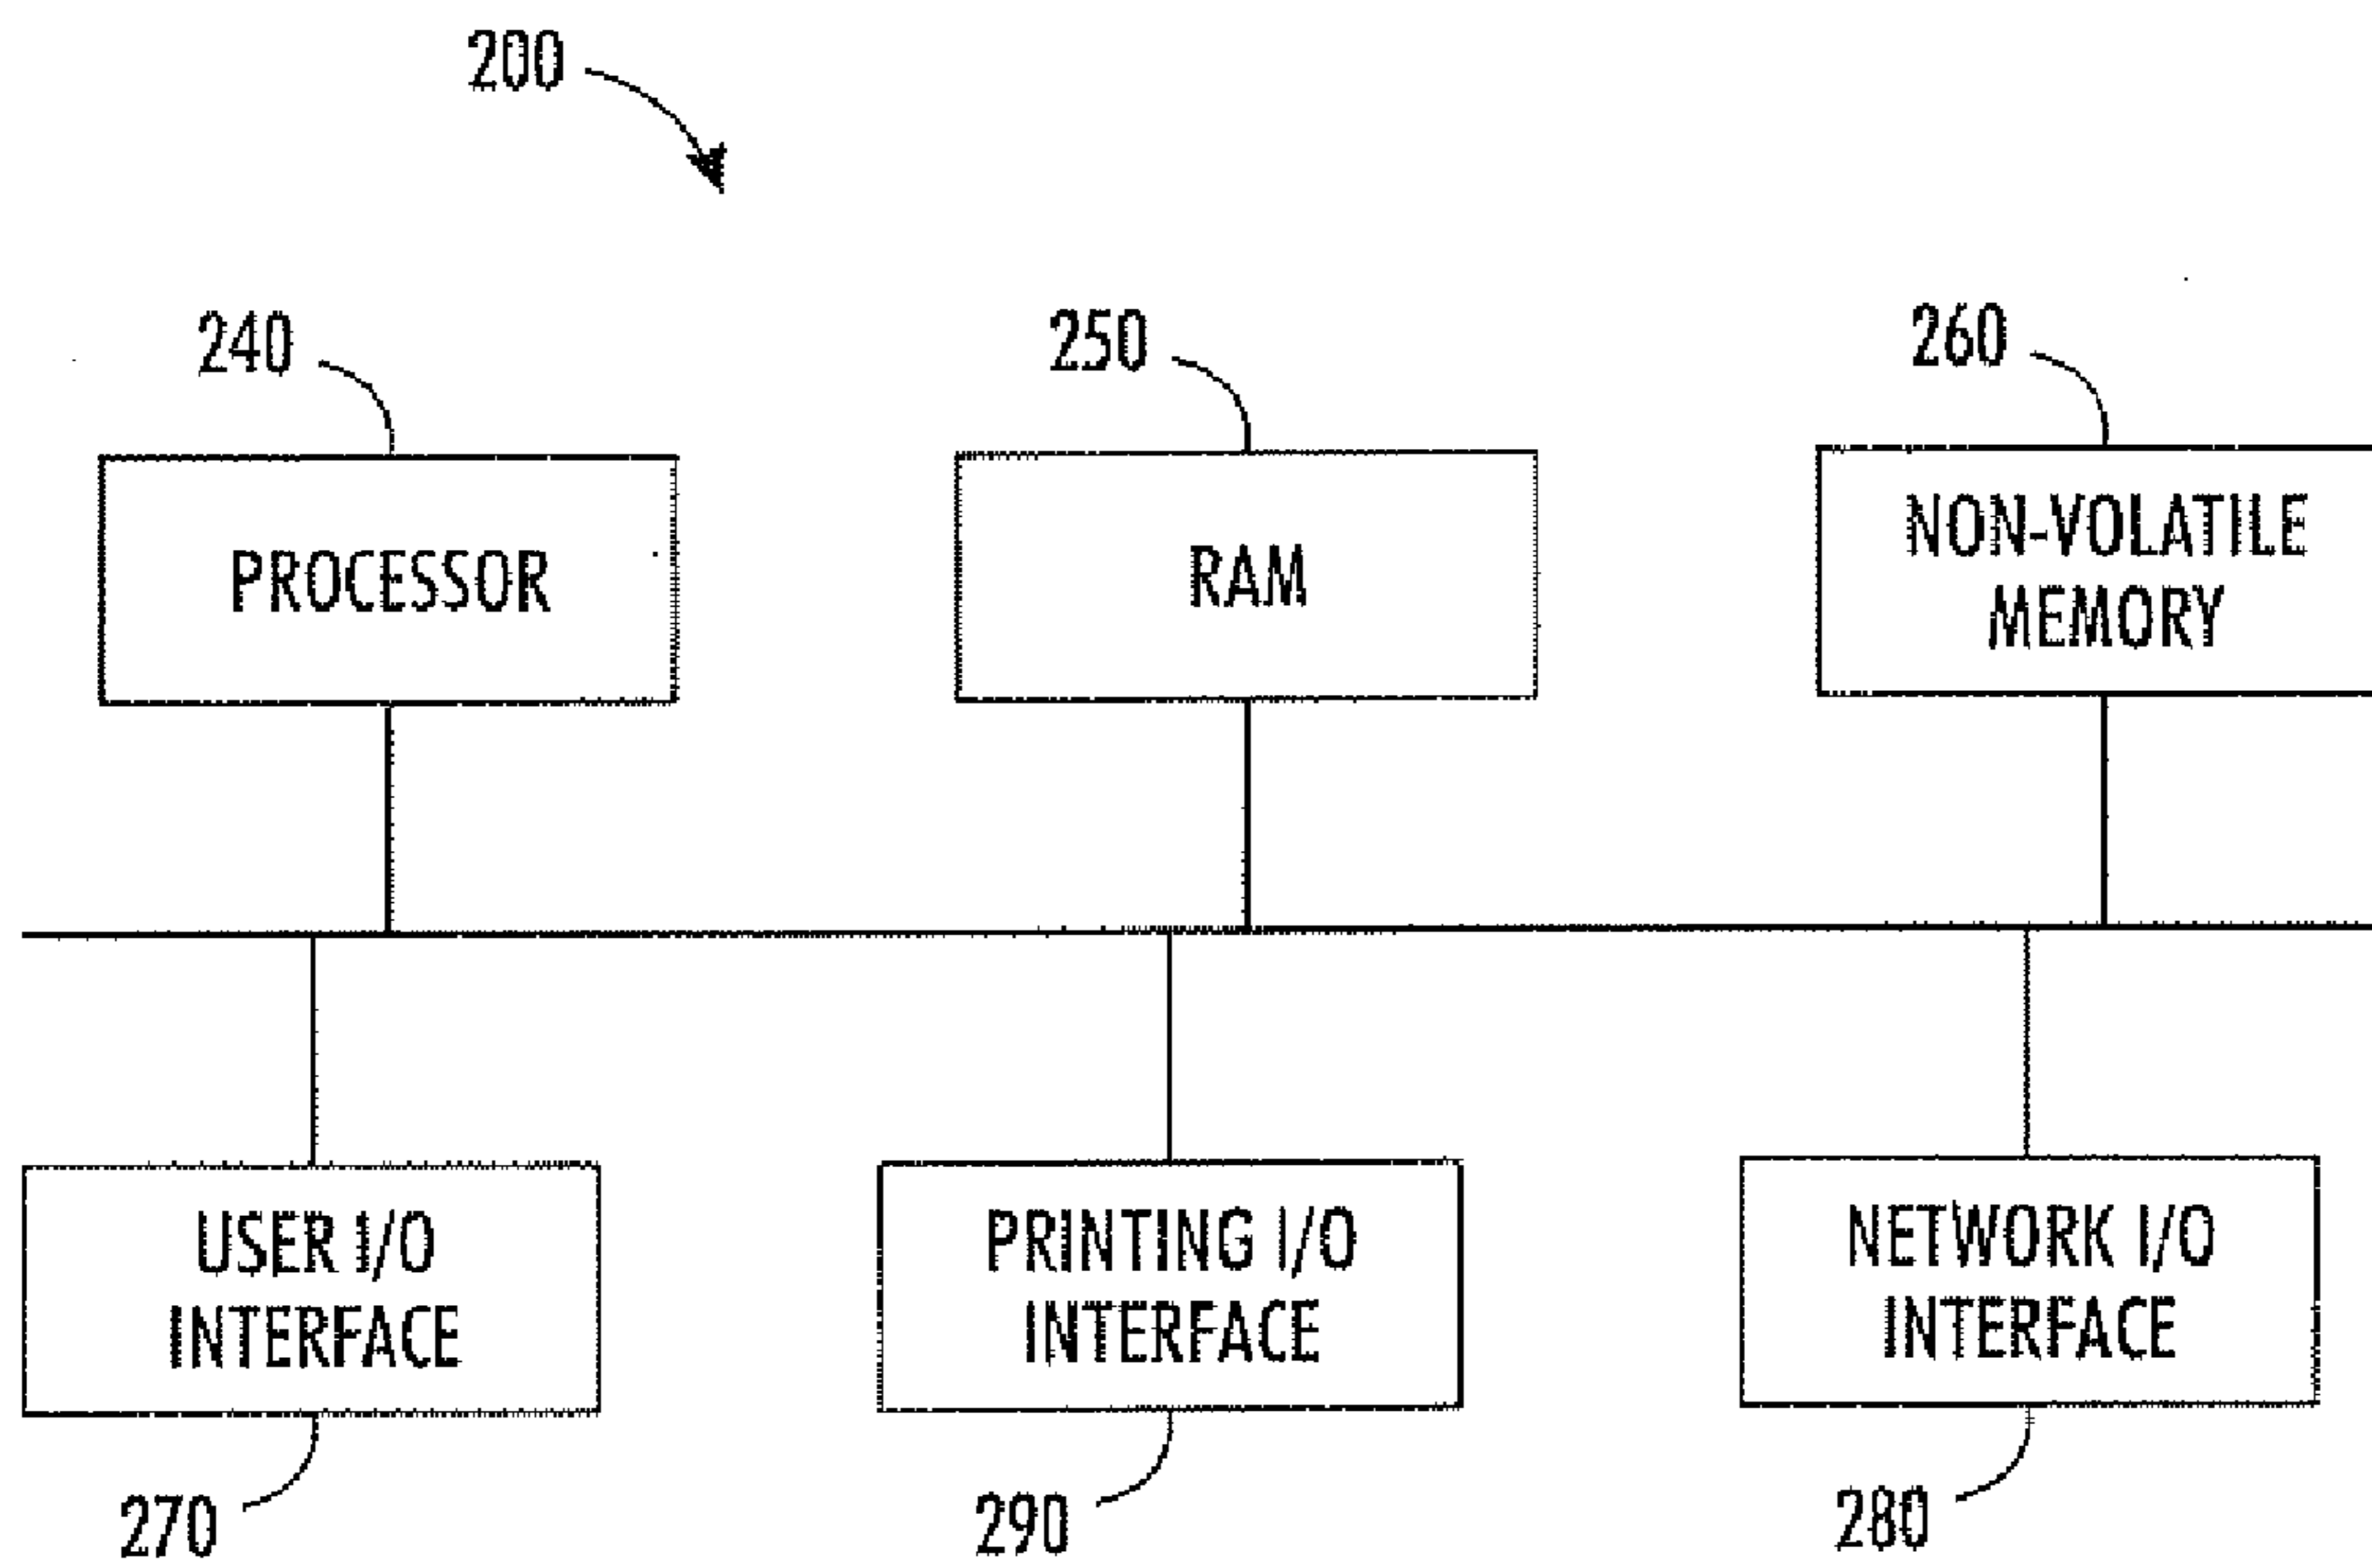 200
240
250
260
PROCESSOR
RAM
NON-VOLATILE
MEMORY
USER I/O
INTERFACE
PRINTING I/O
INTERFACE
NETWORK I/O
INTERFACE
270
290
280